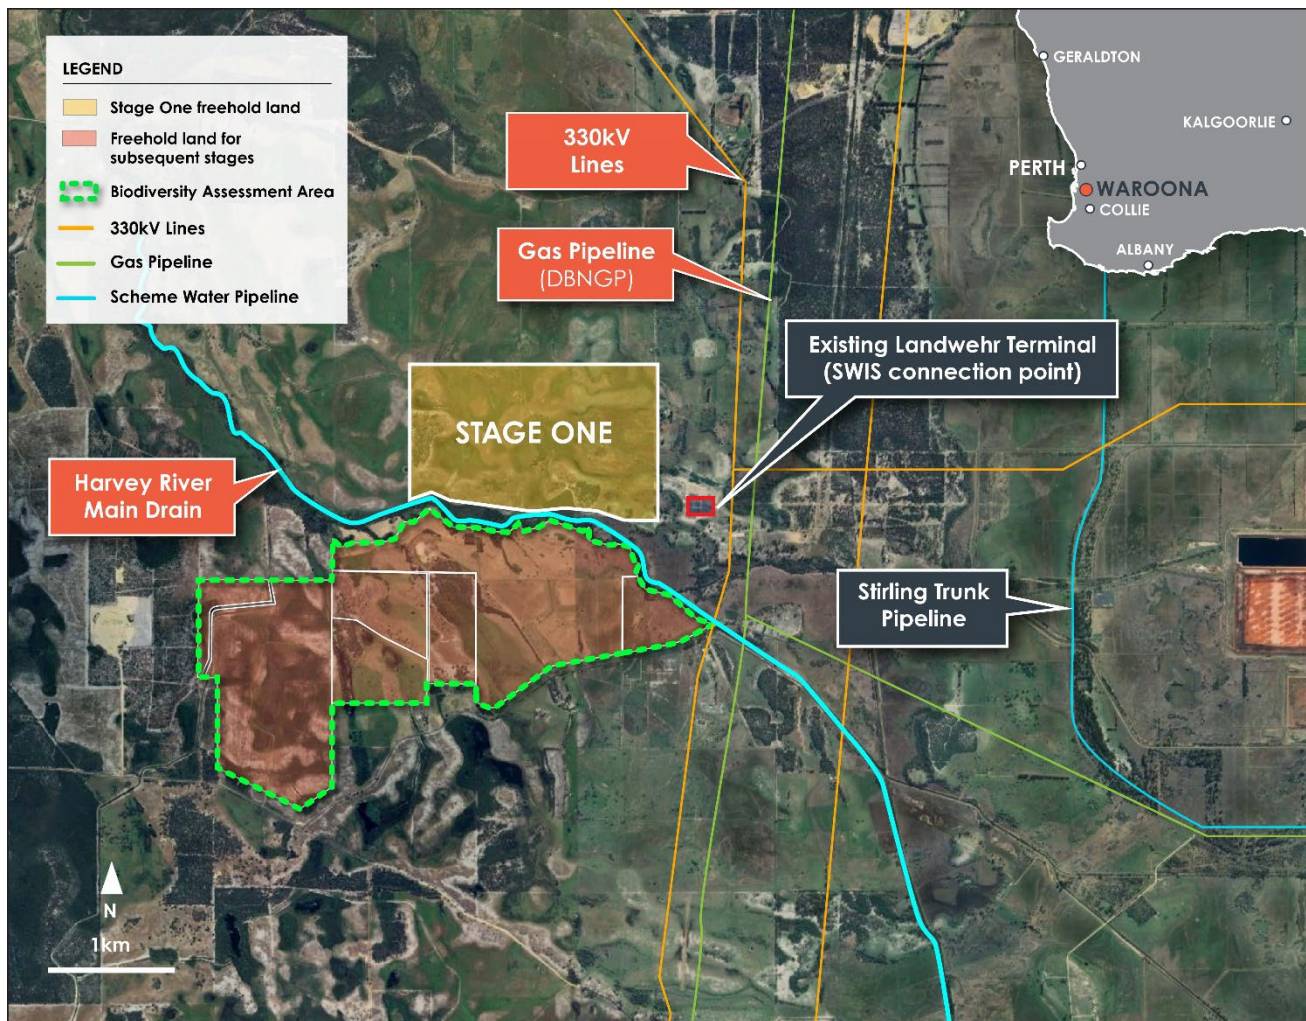 LEGEND
Stage One freehold land
Freehold land for
subsequent stages
Biodiversity Assessment Area
330kV Lines
Gas Pipeline
Scheme Water Pipeline
330kV
Lines
Gas Pipeline
(DBNGP)
GERALDTON
KALGOORLIE
PERTH
WAROONA
COLLIE
ALBANY
Existing Landwehr Terminal
(SWIS connection point)
STAGE ONE
Harvey River
Main Drain
Stirling Trunk
Pipeline
N
1km